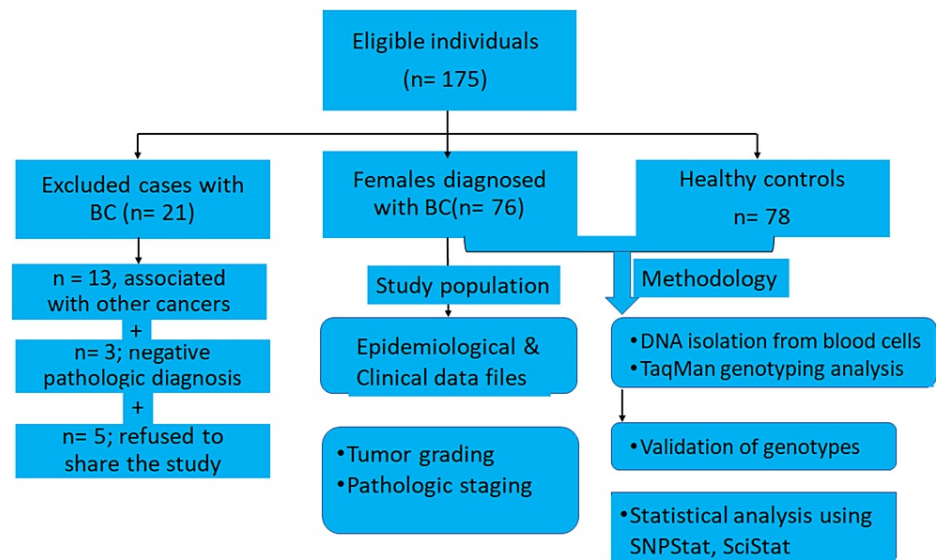 Eligible individuals
(n= 175)
Excluded cases with
BC (n= 21)
Females diagnosed
with BC(n= 76)
Healthy controls
n= 78
n = 13, associated
with other cancers
+
n= 3; negative
pathologic diagnosis
+
n= 5; refused to
share the study
Study population
Epidemiological &
Clinical data files
•Tumor grading
•Pathologic staging
Methodology
•DNA isolation from blood cells
•TaqMan genotyping analysis
•Validation of genotypes
•Statistical analysis using
SNPStat, SciStat